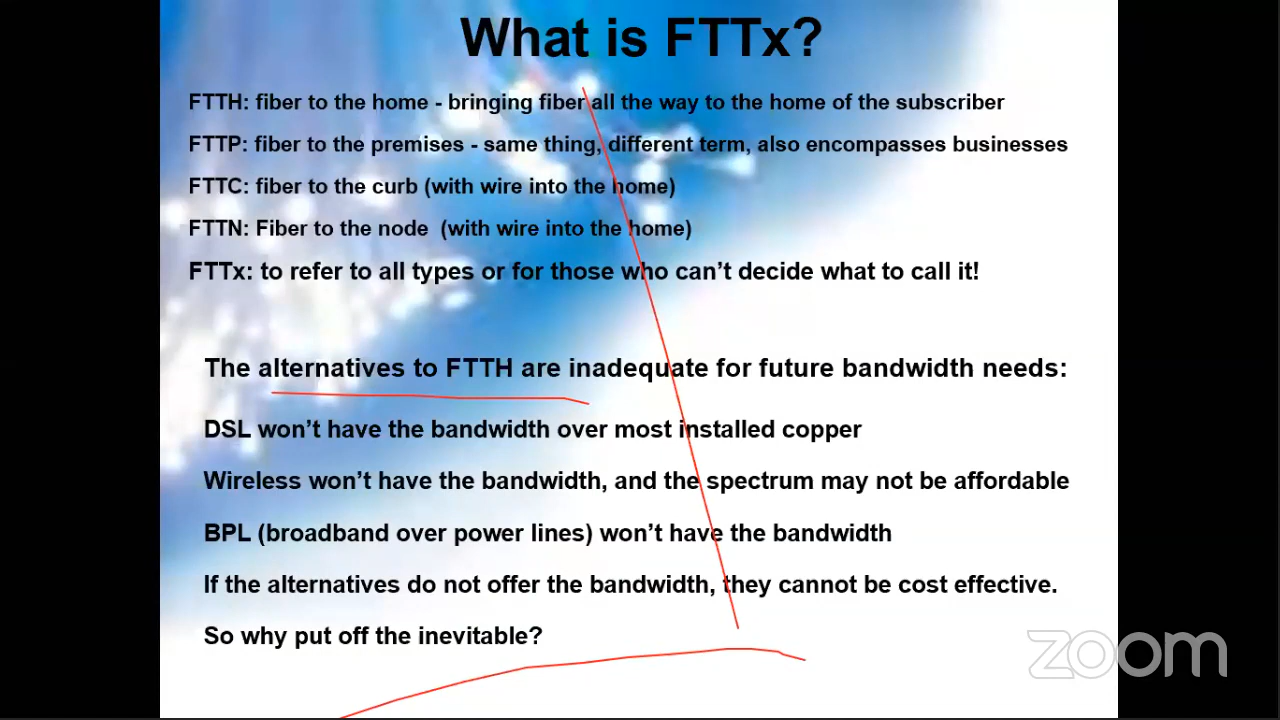 What is FTTx?
FTTH: fiber to the home - bringing fiber all the way to the home of the subscriber
FTTP: fiber to the premises - same thing, different term, also encompasses businesses
FTTC: fiber to the curb (with wire into the home)
FTTN: Fiber to the node (with wire into the home)
FTTx: to refer to all types or for those who can’t decide what to call it!
The alternatives to FTTH are inadequate for future bandwidth needs:
DSL won’t have the bandwidth over most installed copper
Wireless won’t have the bandwidth, and the spectrum may not be affordable
BPL (broadband over power lines) won’t have the bandwidth
If the alternatives do not offer the bandwidth, they cannot be cost effective.
So why put off the inevitable?
zoom